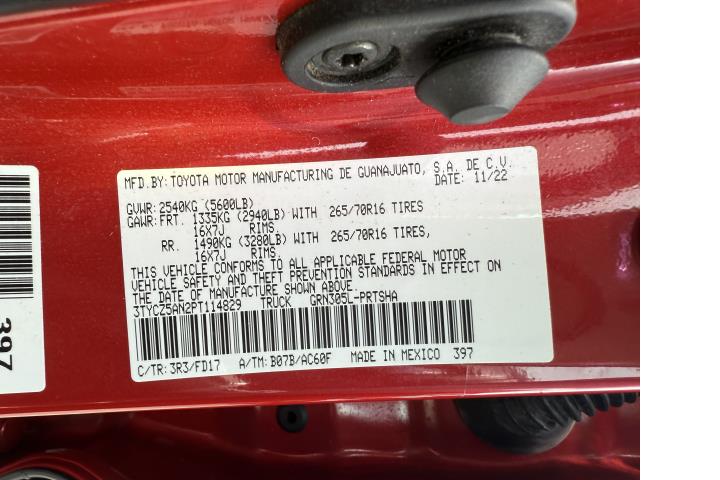 MFD.BY: TOYOTA MOTOR MANUFACTURING DE GUANAJUATO, S.A. DE C.V.
DATE: 11/22
GVWR: 2540KG (5600LB)
GAWR: FRT. 1335KG (2940LB) WITH 265/70R16 TIRES
16X7J RIMS.
RR. 1490KG (3280LB) WITH 265/70R16 TIRES,
16X7J RIMS.
THIS VEHICLE CONFORMS TO ALL APPLICABLE FEDERAL MOTOR
VEHICLE SAFETY AND THEFT PREVENTION STANDARDS IN EFFECT ON
THE DATE OF MANUFACTURE SHOWN ABOVE.
3TYCZ5AN2PT114829 TRUCK GRN305L-PRTSHA
C/TR: 3R3/FD17 A/TM: B07B/AC60F MADE IN MEXICO 397
397